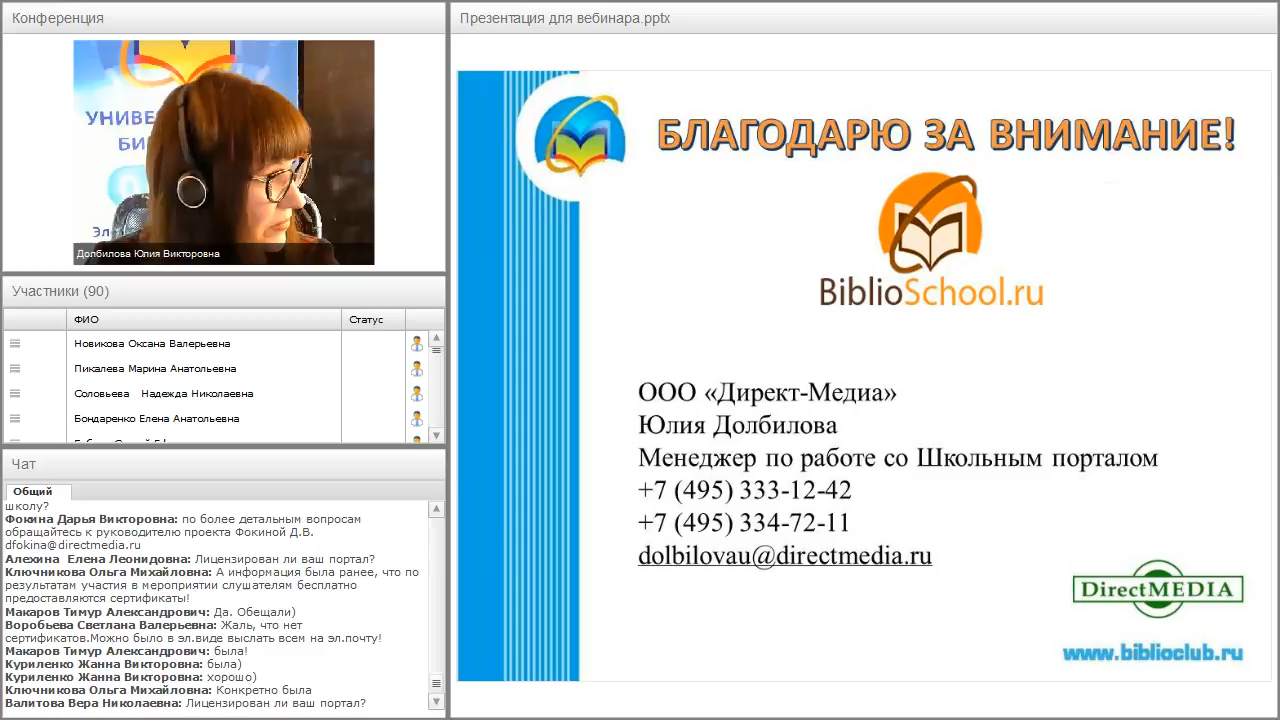 Конференция
УНИВЕ
БИ
Эл
Долбилова Юлия Викторовна
Участники (90)
ФИО
Статус
Новикова Оксана Валерьевна
Пикалева Марина Анатольевна
Соловьева Надежда Николаевна
Бондаренко Елена Анатольевна
Чат
Общий
школу?
Фокина Дарья Викторовна: по более детальным вопросам
обращайтесь к руководителю проекта Фокиной Д.В.
dfokina@directmedia.ru
Алехина Елена Леонидовна: Лицензирован ли ваш портал?
Ключникова Ольга Михайловна: А информация была ранее, что по
результатам участия в мероприятии слушателям бесплатно
предоставляются сертификаты!
Макаров Тимур Александрович: Да. Обещали)
Воробьева Светлана Валерьевна: Жаль, что нет
сертификатов.Можно было в эл.виде выслать всем на эл.почту!
Макаров Тимур Александрович: была!
Куриленко Жанна Викторовна: была)
Куриленко Жанна Викторовна: хорошо)
Ключникова Ольга Михайловна: Конкретно была
Валитова Вера Николаевна: Лицензирован ли ваш портал?
Презентация для вебинара.pptx
БЛАГОДАРЮ ЗА ВНИМАНИЕ!
BiblioSchool.ru
ООО «Директ-Медиа»
Юлия Долбилова
Менеджер по работе со Школьным порталом
+7 (495) 333-12-42
+7 (495) 334-72-11
dolbilovau@directmedia.ru
DirectMEDIA
www.biblioclub.ru